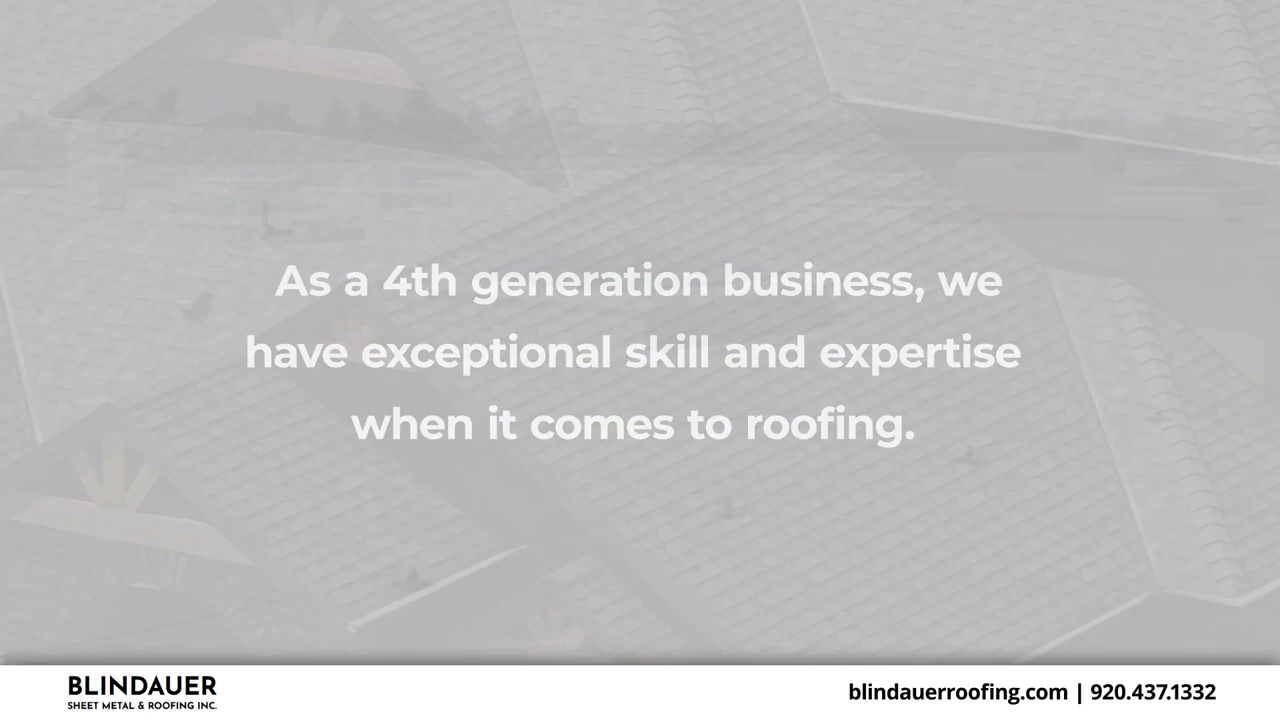 As a 4th generation business, we
have exceptional skill and expertise
when it comes to roofing.
BLINDAUER
SHEET METAL & ROOFING INC.
blindauerroofing.com | 920.437.1332